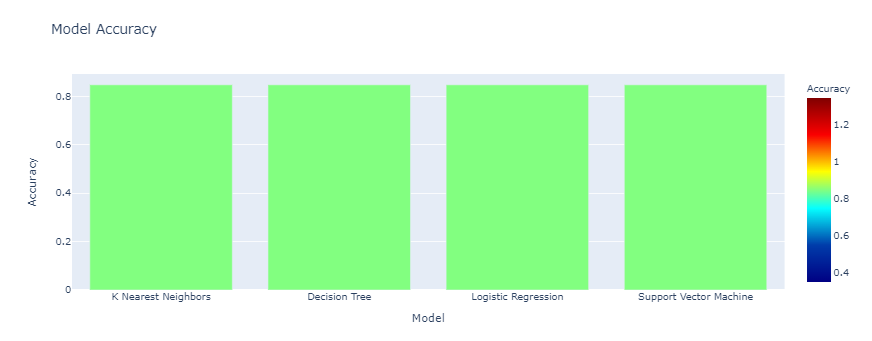 Model Accuracy
Accuracy
1.2
1
0.8
0.6
0.4
0.8
0.6
0.4
0.2
0
Accuracy
K Nearest Neighbors
Decision Tree
Logistic Regression
Support Vector Machine
Model